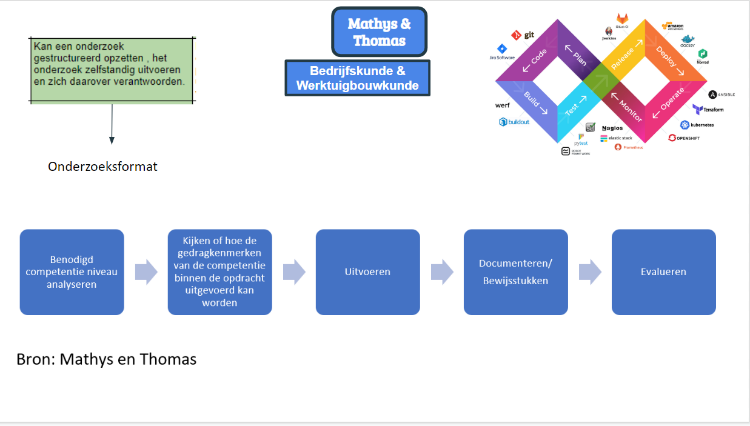 Mathys &
Thomas
Kan een onderzoek
gestructureerd opzetten , het
onderzoek zelfstandig uitvoeren
en zich daarover verantwoorden.
Bedrijfskunde &
Werktuigbouwkunde
Onderzoeksformat
git
Code
Plan
Release
Deploy
Build
Test
Monitor
Operate
docker
werf
buildout
Nagios
elastic stack
pytest
Prometheus
ANSIBLE
Terraform
kubernetes
OPENSHIFT
Benodigd
competentie niveau
analyseren
Kijken of hoe de
gedragkenmerken
van de competentie
binnen de opdracht
uitgevoerd kan
worden
Uitvoeren
Documenteren/
Bewijsstukken
Evalueren
Bron: Mathys en Thomas